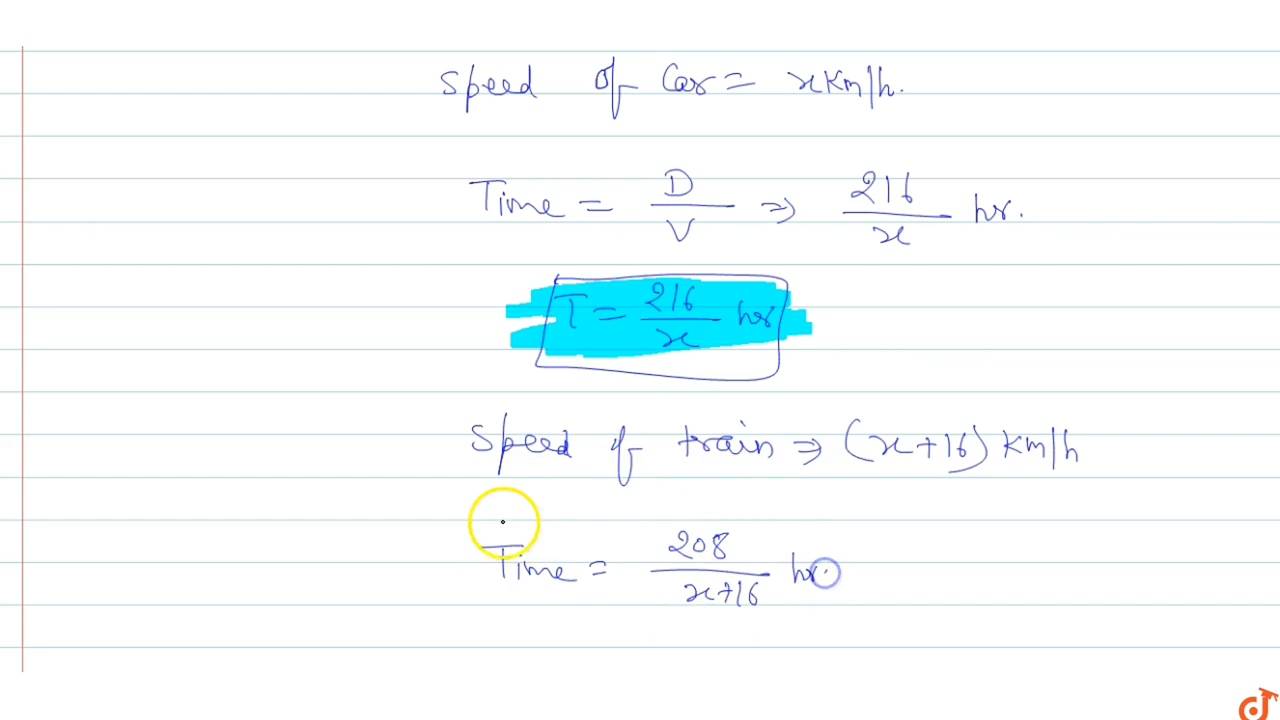 Speed of Car = x Km/h.
Time = D/V ⇒ 216/x hr.
T = 216/x hr
Speed of train ⇒ (x+16) Km/h
Time = 208/x+16 hr.